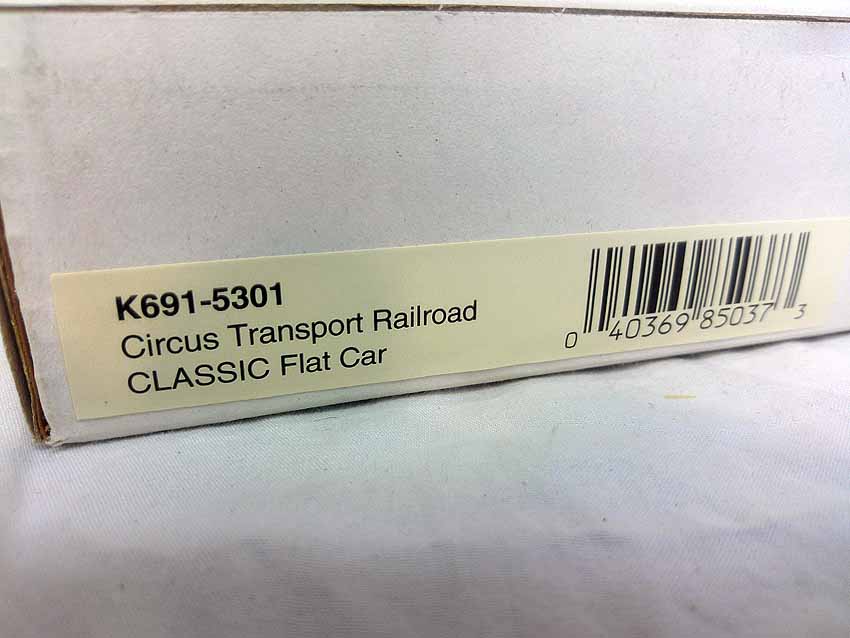 K691-5301
Circus Transport Railroad
CLASSIC Flat Car
0 40369 85037 3